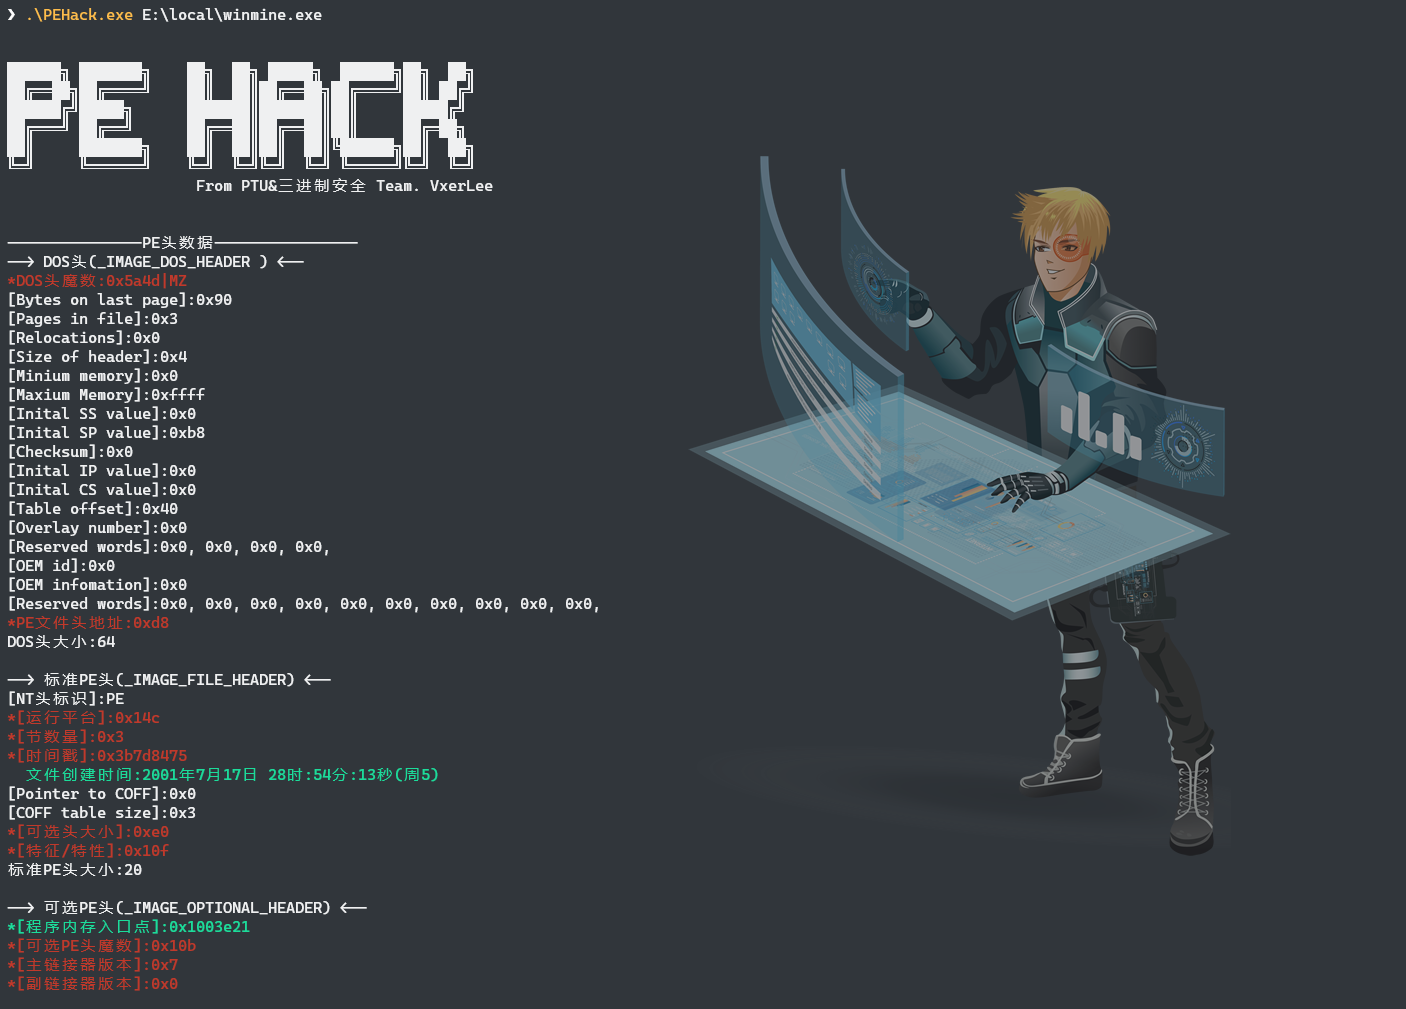 ❯ .\PEHack.exe E:\local\winmine.exe
PE HACK
From PTU&三进制安全 Team. VxerLee
———————————————PE头数据————————————————
——> DOS头(_IMAGE_DOS_HEADER ) <——
*DOS头魔数:0x5a4d|MZ
[Bytes on last page]:0x90
[Pages in file]:0x3
[Relocations]:0x0
[Size of header]:0x4
[Minium memory]:0x0
[Maxium Memory]:0xffff
[Inital SS value]:0x0
[Inital SP value]:0xb8
[Checksum]:0x0
[Inital IP value]:0x0
[Inital CS value]:0x0
[Table offset]:0x40
[Overlay number]:0x0
[Reserved words]:0x0, 0x0, 0x0, 0x0,
[OEM id]:0x0
[OEM infomation]:0x0
[Reserved words]:0x0, 0x0, 0x0, 0x0, 0x0, 0x0, 0x0, 0x0, 0x0, 0x0,
*PE文件头地址:0xd8
DOS头大小:64
——> 标准PE头(_IMAGE_FILE_HEADER) <——
[NT头标识]:PE
*[运行平台]:0x14c
*[节数量]:0x3
*[时间戳]:0x3b7d8475
文件创建时间:2001年7月17日 28时:54分:13秒(周5)
[Pointer to COFF]:0x0
[COFF table size]:0x3
*[可选头大小]:0xe0
*[特征/特性]:0x10f
标准PE头大小:20
——> 可选PE头(_IMAGE_OPTIONAL_HEADER) <——
*[程序内存入口点]:0x1003e21
*[可选PE头魔数]:0x10b
*[主链接器版本]:0x7
*[副链接器版本]:0x0